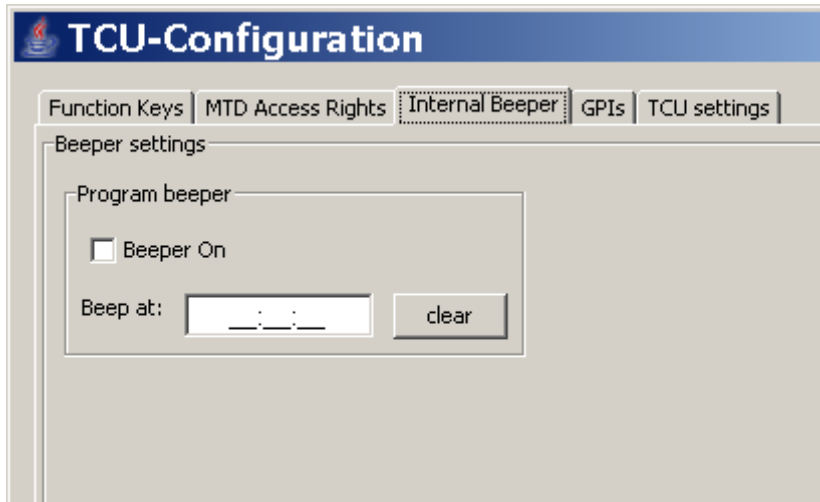 TCU-Configuration
Function Keys MTD Access Rights Internal Beeper GPIs TCU settings
Beeper settings
Program beeper
Beeper On
Beep at: __:__:__ clear